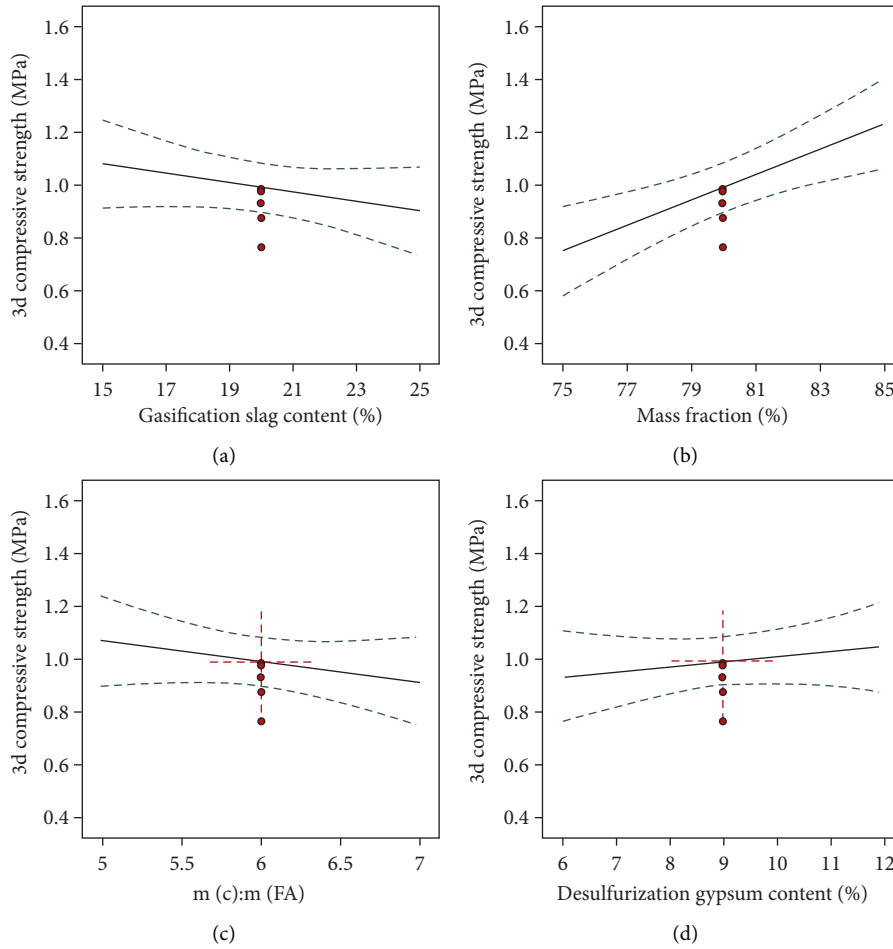 3d compressive strength (MPa)
1.6
1.4
1.2
1.0
0.8
0.6
0.4
15 17 19 21 23 25
Gasification slag content (%)
(a)
3d compressive strength (MPa)
1.6
1.4
1.2
1.0
0.8
0.6
0.4
75 77 79 81 83 85
Mass fraction (%)
(b)
3d compressive strength (MPa)
1.6
1.4
1.2
1.0
0.8
0.6
0.4
5 5.5 6 6.5 7
m (c):m (FA)
(c)
3d compressive strength (MPa)
1.6
1.4
1.2
1.0
0.8
0.6
0.4
6 7 8 9 10 11 12
Desulfurization gypsum content (%)
(d)